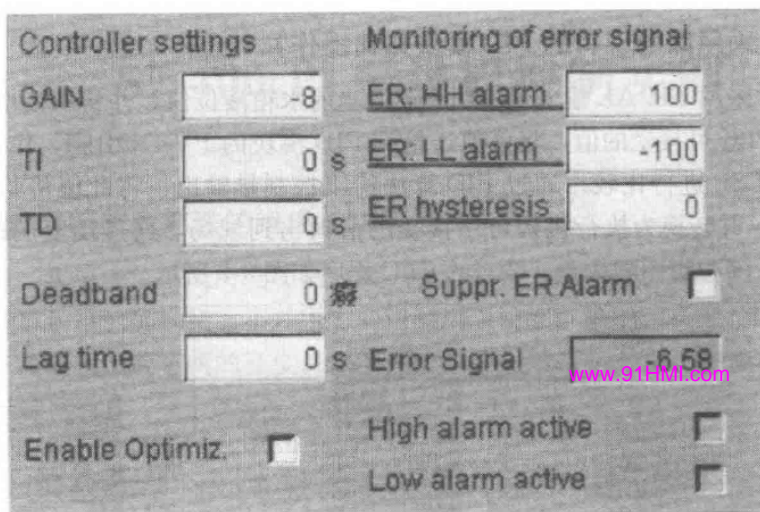 Controller settings
GAIN -8
TI 0 s
TD 0 s
Deadband 0
Lag time 0 s
Enable Optimiz.
Monitoring of error signal
ER: HH alarm 100
ER: LL alarm -100
ER hysteresis 0
Suppr. ER Alarm
Error Signal -6.58
www.91HMI.com
High alarm active
Low alarm active